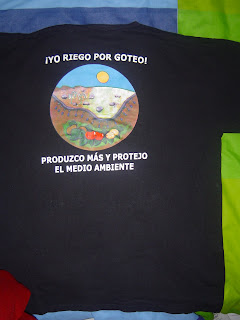 ¡YO RIEGO POR GOTEO!
PRODUZCO MÁS Y PROTEJO
EL MEDIO AMBIENTE